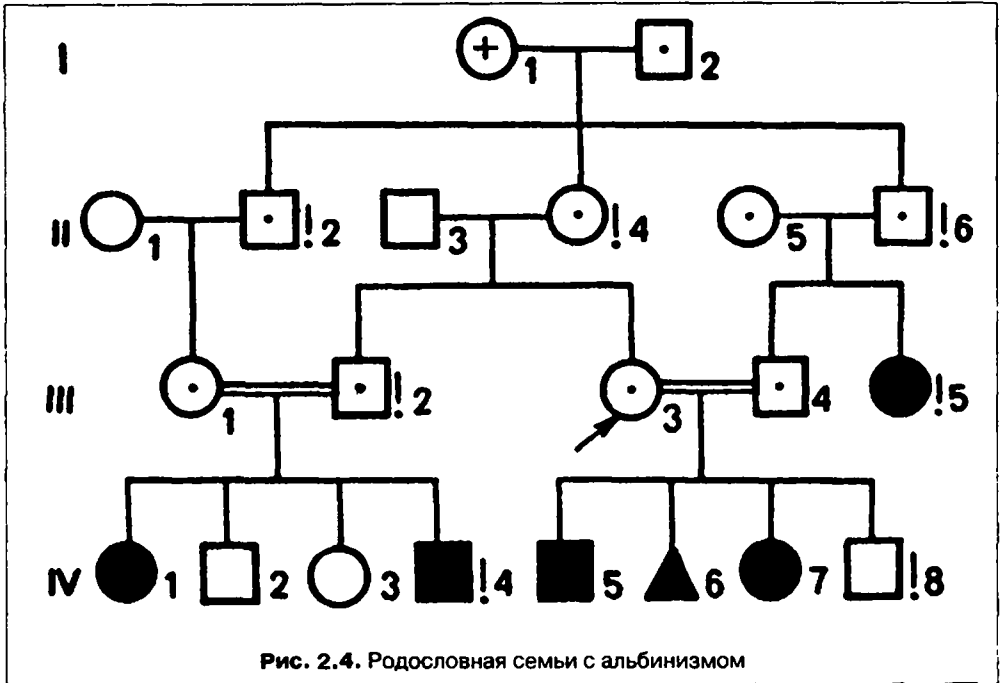 I
+ 1 2
II
1 !2 3 !4 5 !6
III
1 !2 3 4 !5
IV
1 2 3 !4 5 6 7 !8
Рис. 2.4. Родословная семьи с альбинизмом